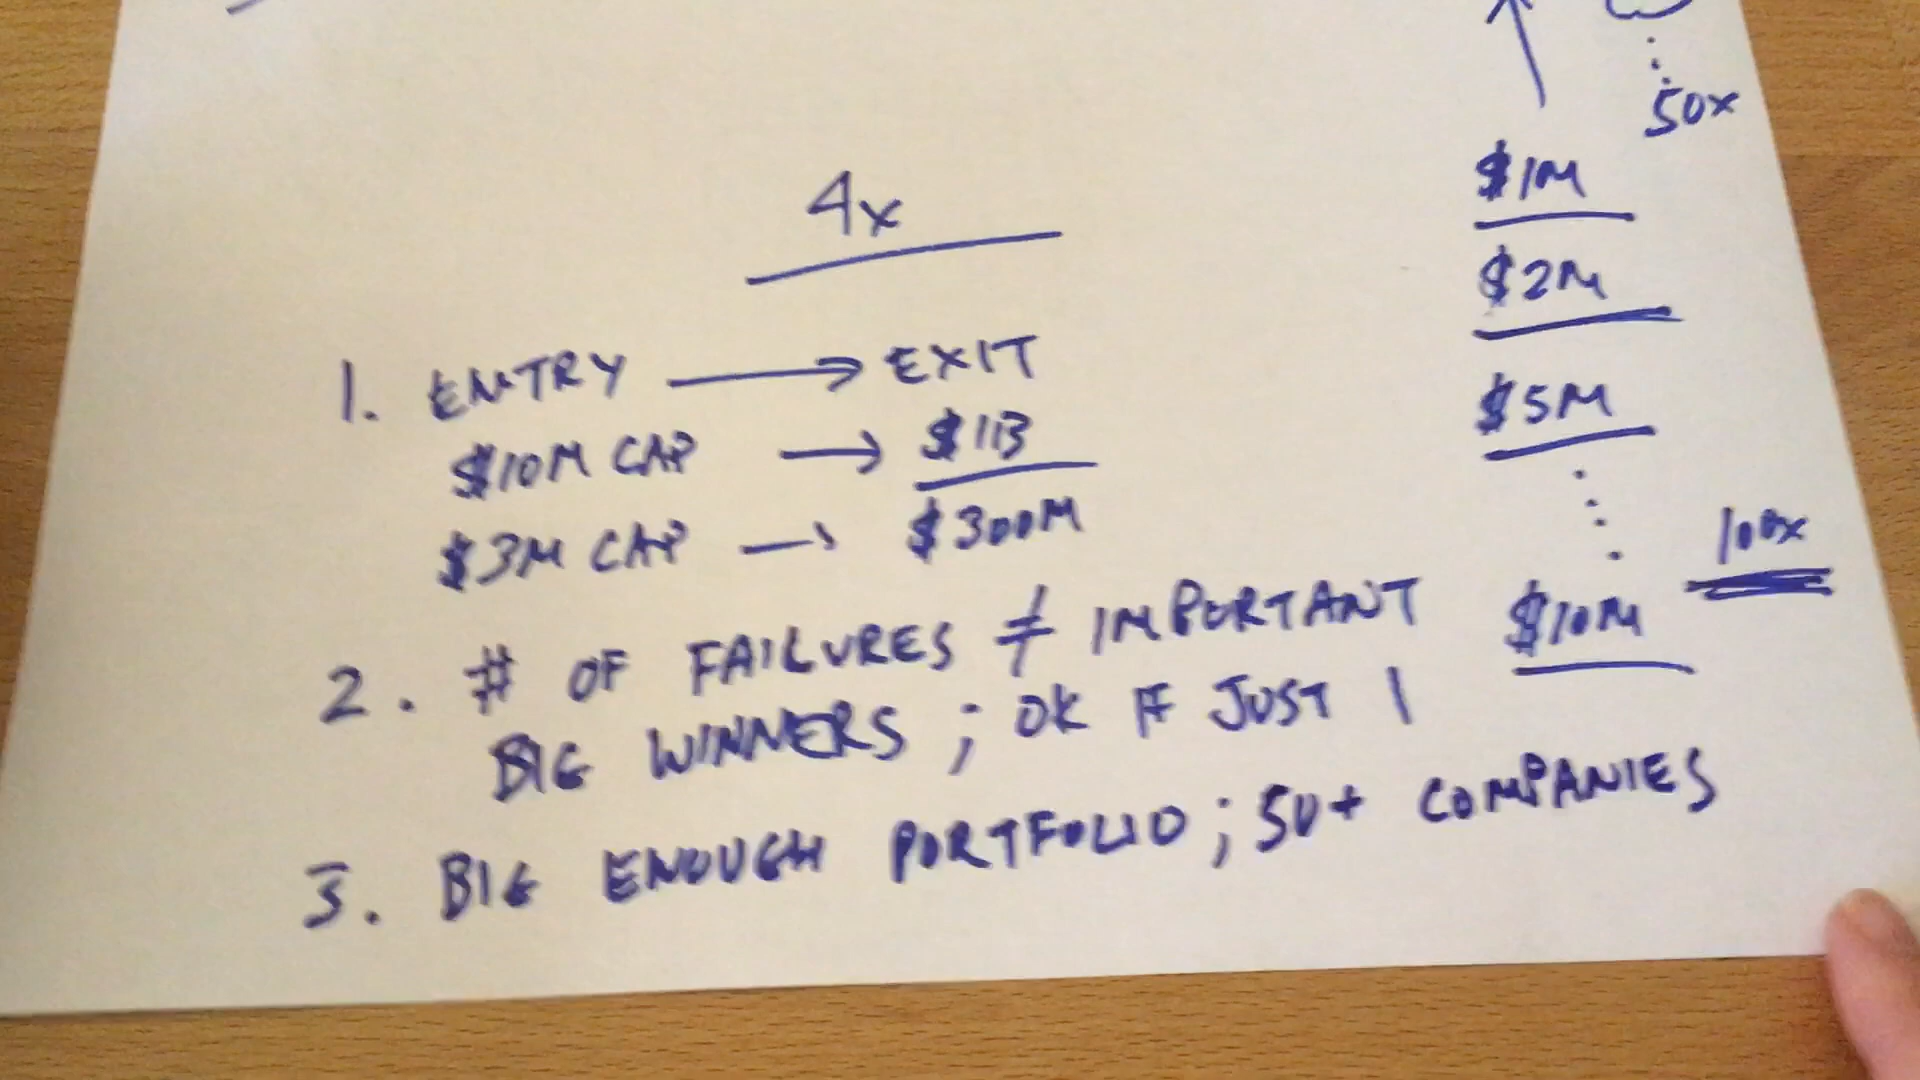 50x
$1M
4x
$2M
1. ENTRY → EXIT
$5M
$10M CAP → $1B
$3M CAP → $300M
100x
$10M
2. # OF FAILURES ≠ IMPORTANT
BIG WINNERS ; OK IF JUST 1
3. BIG ENOUGH PORTFOLIO ; 50+ COMPANIES